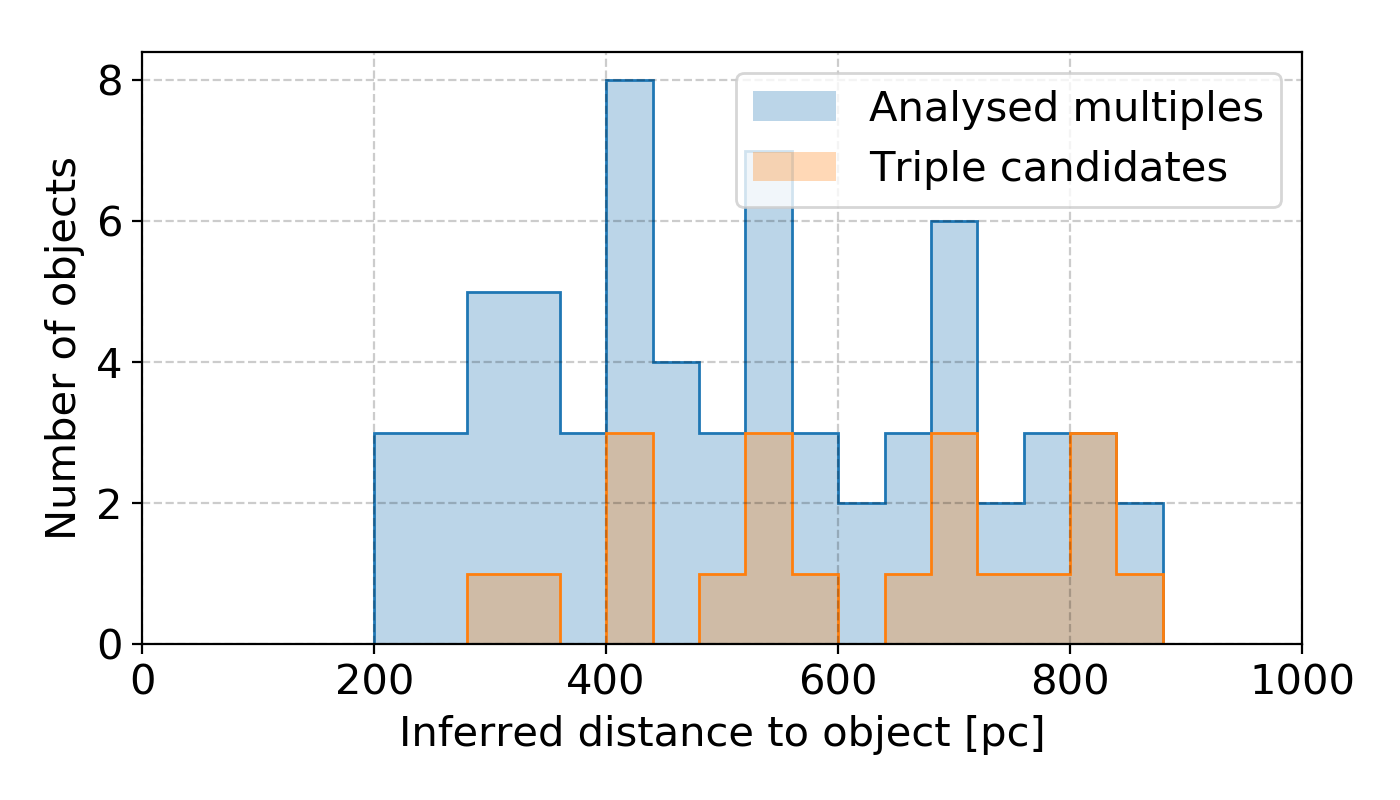 8
6
4
2
0
Number of objects
Analysed multiples
Triple candidates
0 200 400 600 800 1000
Inferred distance to object [pc]